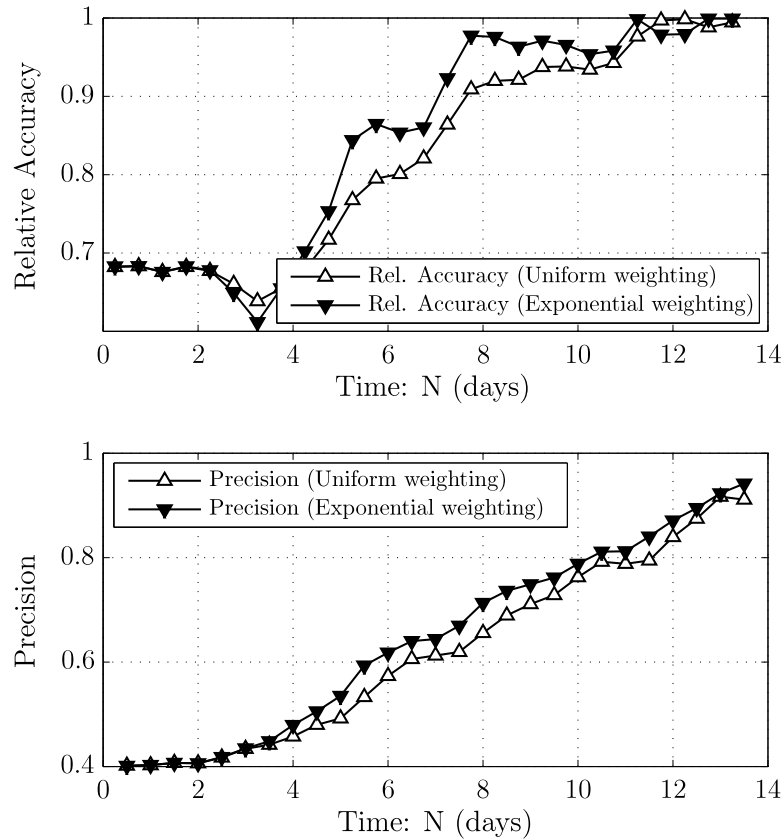 1
0.9
0.8
0.7
Relative Accuracy
Rel. Accuracy (Uniform weighting)
Rel. Accuracy (Exponential weighting)
0 2 4 6 8 10 12 14
Time: N (days)
1
0.8
0.6
0.4
Precision
Precision (Uniform weighting)
Precision (Exponential weighting)
0 2 4 6 8 10 12 14
Time: N (days)